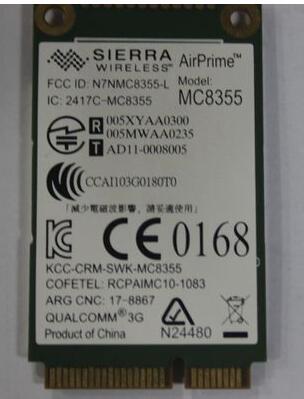 SIERRA WIRELESS™ AirPrime™
FCC ID: N7NMC8355-L Model:
IC: 2417C-MC8355 MC8355
R 005XYAA0300
005MWAA0235
T AD11-0008005
CCAI103G0180T0
「減少電磁波影響，請妥適使用」
CE 0168
KCC-CRM-SWK-MC8355
COFETEL: RCPAIMC10-1083
ARG CNC: 17-8867
QUALCOMM® 3G
Product of China N24480